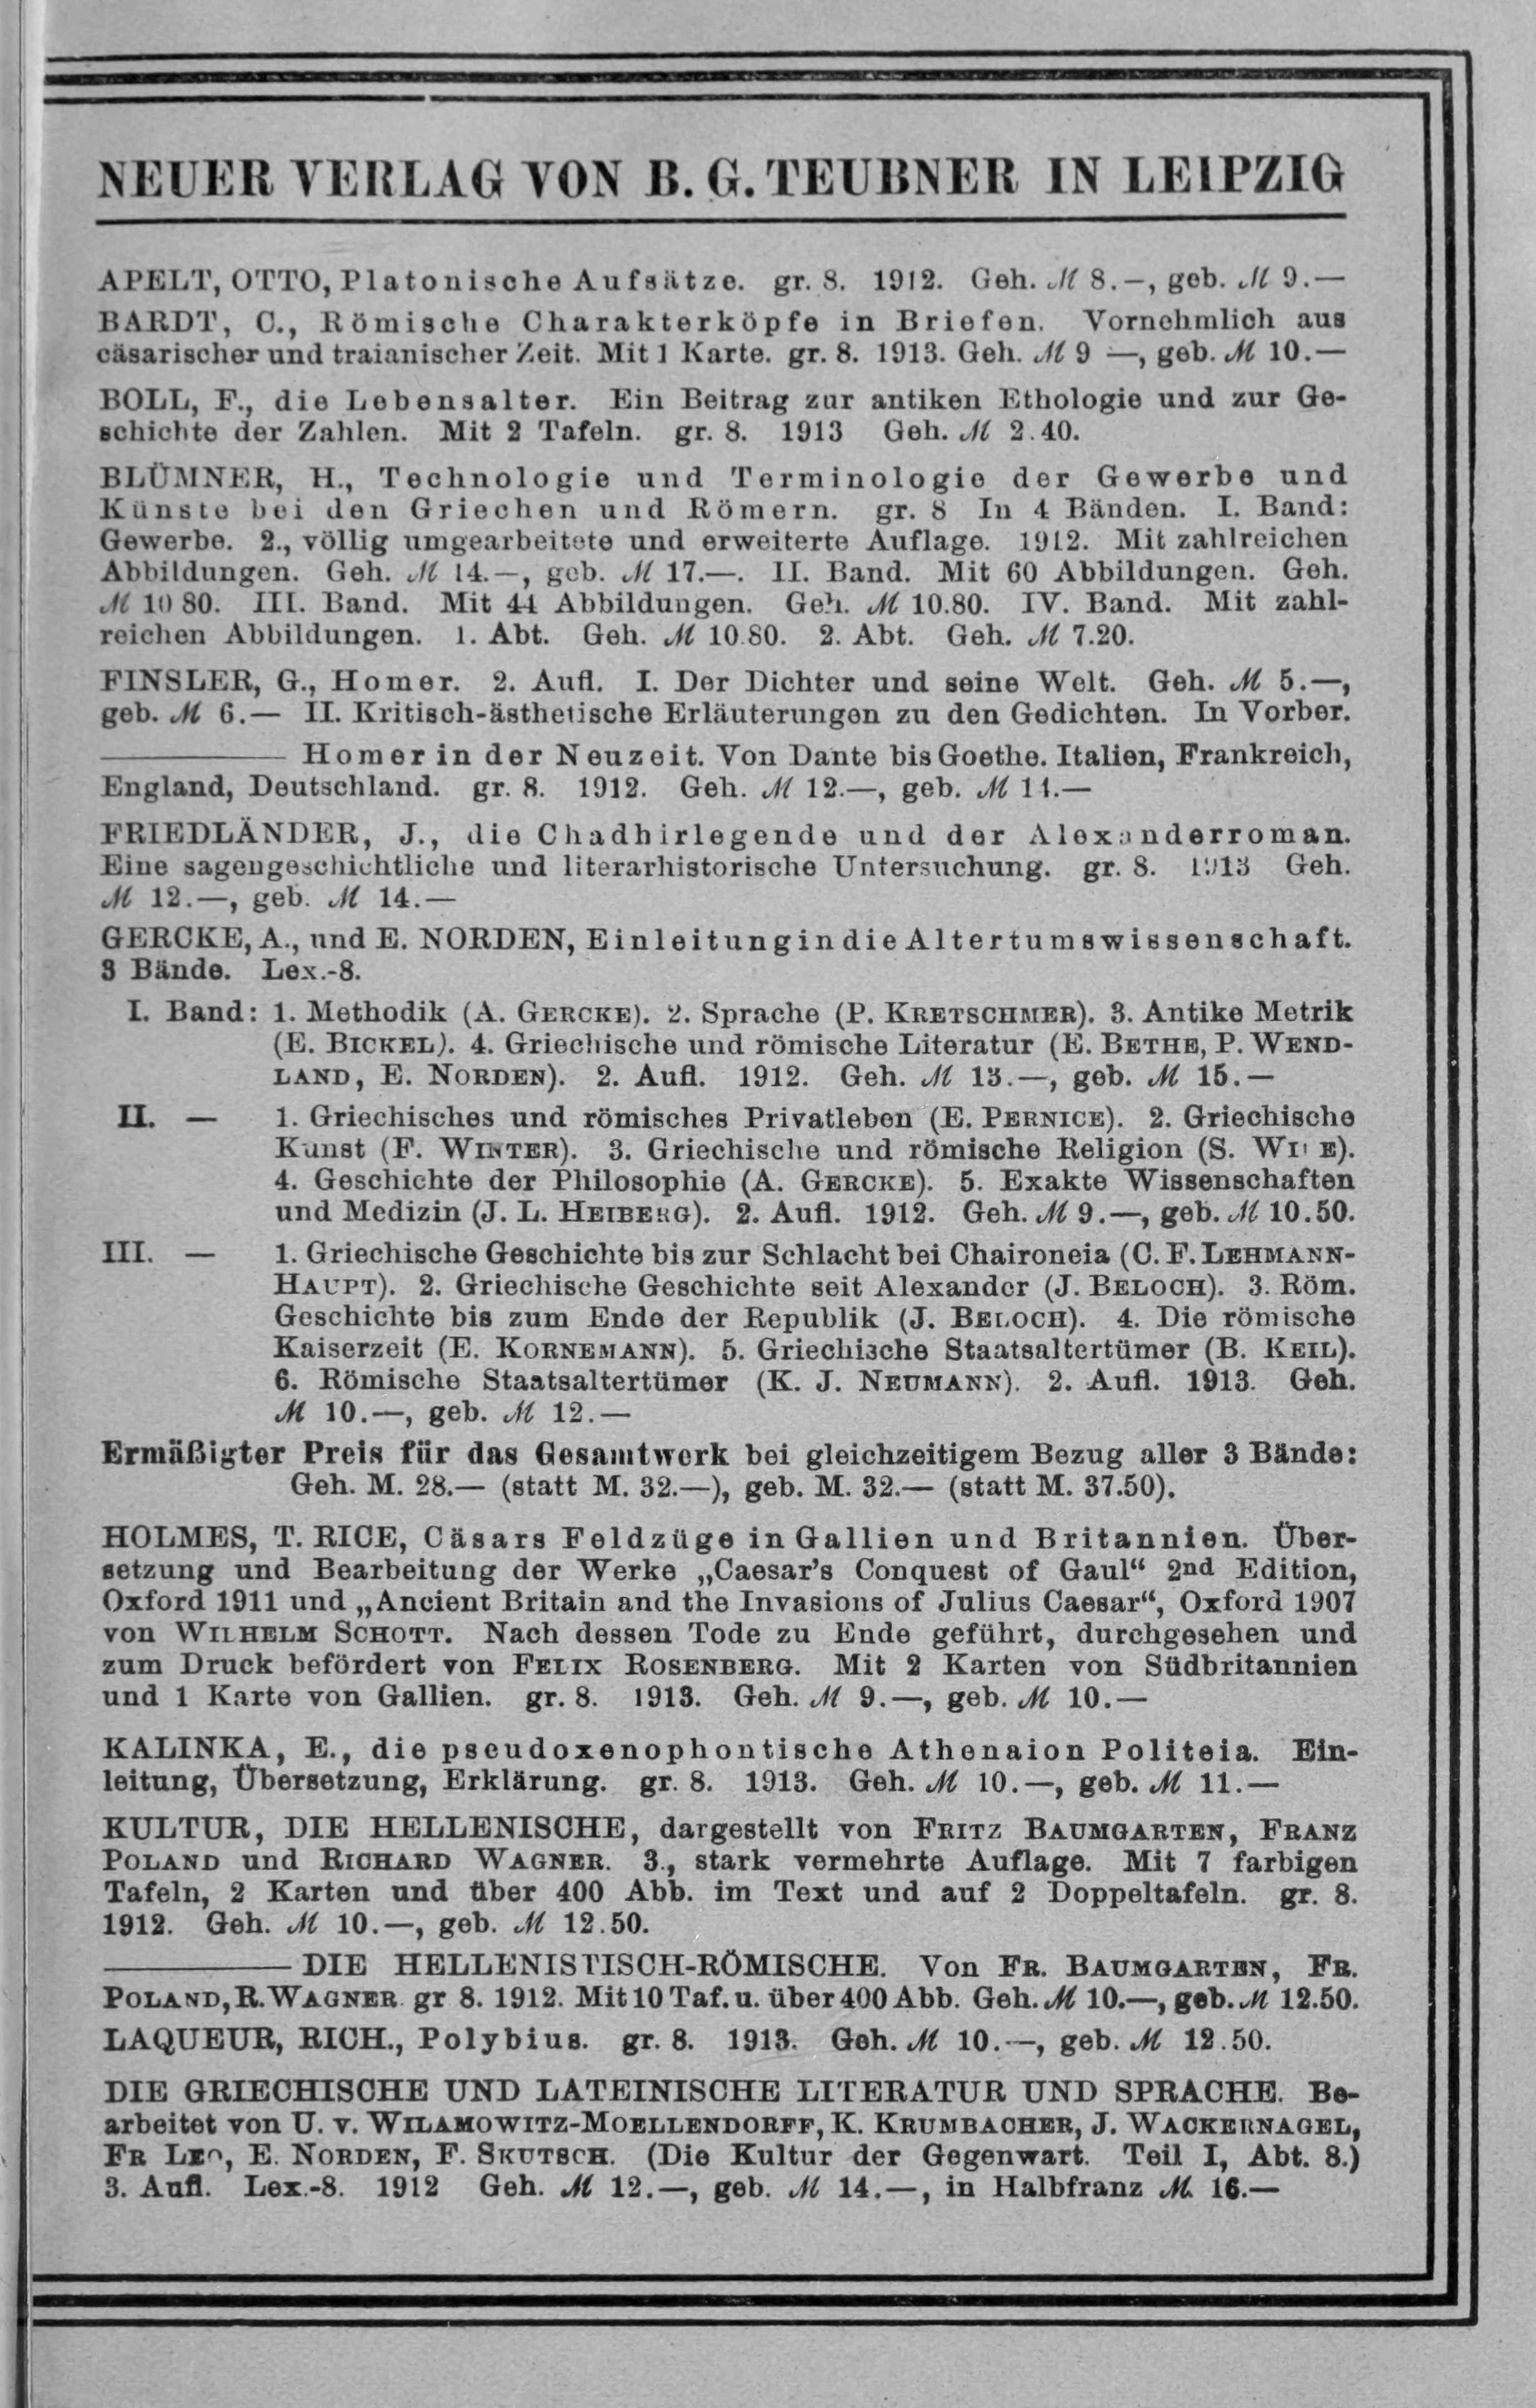 NEUER VERLAG VON B. G. TEUBNER IN LEIPZIG
APELT, OTTO, Platonische Aufsätze. gr. 8. 1912. Geh. ℳ 8.–, geb. ℳ 9.—
BARDT, C., Römische Charakterköpfe in Briefen. Vornehmlich aus
cäsarischer und traianischer Zeit. Mit 1 Karte. gr. 8. 1913. Geh. ℳ 9 —, geb. ℳ 10.—
BOLL, F., die Lebensalter. Ein Beitrag zur antiken Ethologie und zur Ge-
schichte der Zahlen. Mit 2 Tafeln. gr. 8. 1913 Geh. ℳ 2.40.
BLÜMNER, H., Technologie und Terminologie der Gewerbe und
Künste bei den Griechen und Römern. gr. 8 In 4 Bänden. I. Band:
Gewerbe. 2., völlig umgearbeitete und erweiterte Auflage. 1912. Mit zahlreichen
Abbildungen. Geh. ℳ 14.—, geb. ℳ 17.—. II. Band. Mit 60 Abbildungen. Geh.
ℳ 10 80. III. Band. Mit 44 Abbildungen. Geh. ℳ 10.80. IV. Band. Mit zahl-
reichen Abbildungen. 1. Abt. Geh. ℳ 10.80. 2. Abt. Geh. ℳ 7.20.
FINSLER, G., Homer. 2. Aufl. I. Der Dichter und seine Welt. Geh. ℳ 5.—,
geb. ℳ 6.— II. Kritisch-ästhetische Erläuterungen zu den Gedichten. In Vorber.
——— Homer in der Neuzeit. Von Dante bis Goethe. Italien, Frankreich,
England, Deutschland. gr. 8. 1912. Geh. ℳ 12.—, geb. ℳ
FRIEDLÄNDER, J., die Chadhirlegende und der Alexanderroman.
Eine sagengeschichtliche und literarhistorische Untersuchung. gr. 8. 1913 Geh.
ℳ 12.—, geb. ℳ 14.—
GERCKE, A., und E. NORDEN, Einleitung in die Altertumswissenschaft.
3 Bände. Lex.-8.
I. Band: 1. Methodik (A. GERCKE). 2. Sprache (P. KRETSCHMER). 3. Antike Metrik
(E. BICKEL). 4. Griechische und römische Literatur (E. BETHE, P. WEND-
LAND, E. NORDEN). 2. Aufl. 1912. Geh. ℳ 13.—, geb. ℳ 15.—
II. — 1. Griechisches und römisches Privatleben (E. PERNICE). 2. Griechische
Kunst (F. WINTER). 3. Griechische und römische Religion (S.
4. Geschichte der Philosophie (A. GERCKE). 5. Exakte Wissenschaften
und Medizin (J. L. HEIBERG). 2. Aufl. 1912. Geh. ℳ 9.—, geb. ℳ 10.50.
III. — 1. Griechische Geschichte bis zur Schlacht bei Chaironeia (C. F. LEHMANN-
HAUPT). 2. Griechische Geschichte seit Alexander (J. BELOCH). 3. Röm.
Geschichte bis zum Ende der Republik (J. BELOCH). 4. Die römische
Kaiserzeit (E. KORNEMANN). 5. Griechische Staatsaltertümer (B. KEIL).
6. Römische Staatsaltertümer (K. J. NEUMANN). 2. Aufl. 1913. Geh.
ℳ 10.—, geb. ℳ 12.—
Ermäßigter Preis für das Gesamtwerk bei gleichzeitigem Bezug aller 3 Bände:
Geh. M. 28.— (statt M. 32.—), geb. M. 32.— (statt M. 37.50).
HOLMES, T. RICE, Cäsars Feldzüge in Gallien und Britannien. Über-
setzung und Bearbeitung der Werke „Caesar's Conquest of Gaul“ 2nd Edition,
Oxford 1911 und „Ancient Britain and the Invasions of Julius Caesar“, Oxford 1907
von WILHELM SCHOTT. Nach dessen Tode zu Ende geführt, durchgesehen und
zum Druck befördert von FELIX ROSENBERG. Mit 2 Karten von Südbritannien
und 1 Karte von Gallien. gr. 8. 1913. Geh. ℳ 9.—, geb. ℳ 10.—
KALINKA, E., die pseudoxenophontische Athenaion Politeia. Ein-
leitung, Übersetzung, Erklärung. gr. 8. 1913. Geh. ℳ 10.—, geb. ℳ 11.—
KULTUR, DIE HELLENISCHE, dargestellt von FRITZ BAUMGARTEN, FRANZ
POLAND und RICHARD WAGNER. 3., stark vermehrte Auflage. Mit 7 farbigen
Tafeln, 2 Karten und über 400 Abb. im Text und auf 2 Doppeltafeln. gr. 8.
1912. Geh. ℳ 10.—, geb. ℳ 12.50.
——— DIE HELLENISTISCH-RÖMISCHE. Von FR. BAUMGARTEN, FR.
POLAND, R. WAGNER. gr 8. 1912. Mit 10 Taf. u. über 400 Abb. Geh. ℳ 10.—, geb. ℳ 12.50.
LAQUEUR, RICH., Polybius. gr. 8. 1913. Geh. ℳ 10.—, geb. ℳ 12.50.
DIE GRIECHISCHE UND LATEINISCHE LITERATUR UND SPRACHE. Be-
arbeitet von U. v. WILAMOWITZ-MOELLENDORFF, K. KRUMBACHER, J. WACKERNAGEL,
FR LEO, E. NORDEN, F. SKUTSCH. (Die Kultur der Gegenwart. Teil I, Abt. 8.)
3. Aufl. Lex.-8. 1912 Geh. ℳ 12.—, geb. ℳ 14.—, in Halbfranz ℳ 16.—